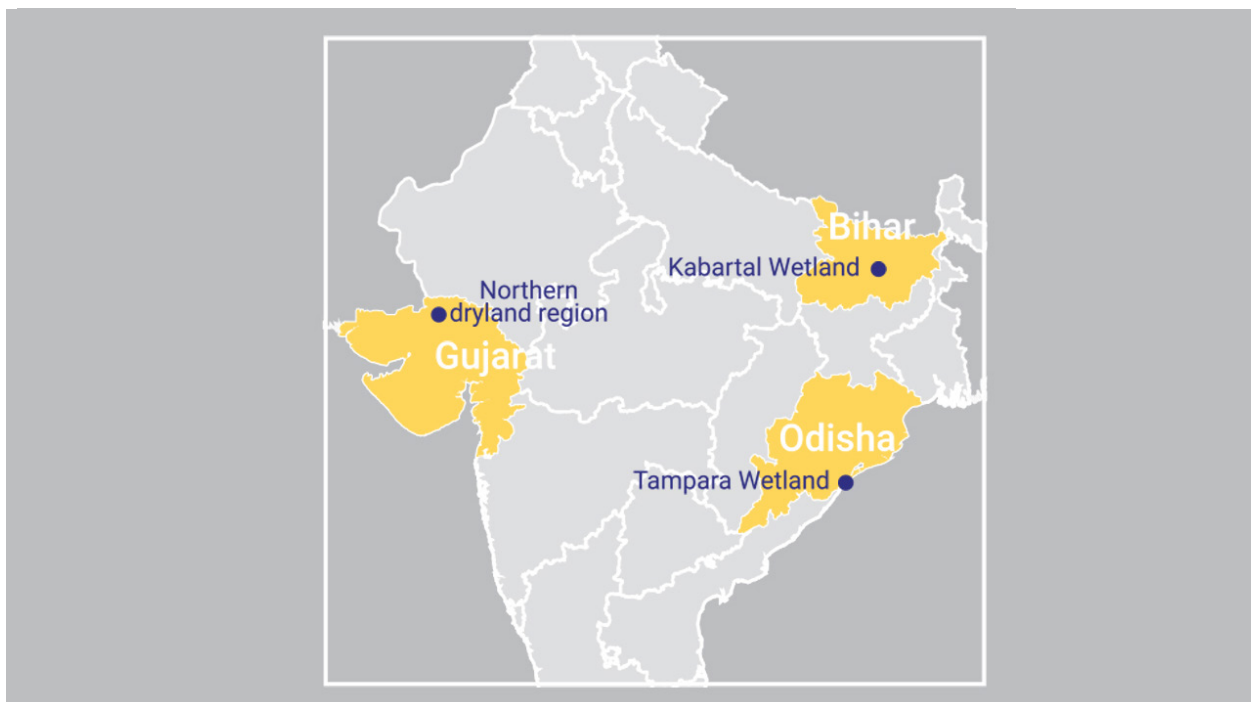 Bihar
Kabartal Wetland
Northern
dryland region
Gujarat
Odisha
Tampara Wetland